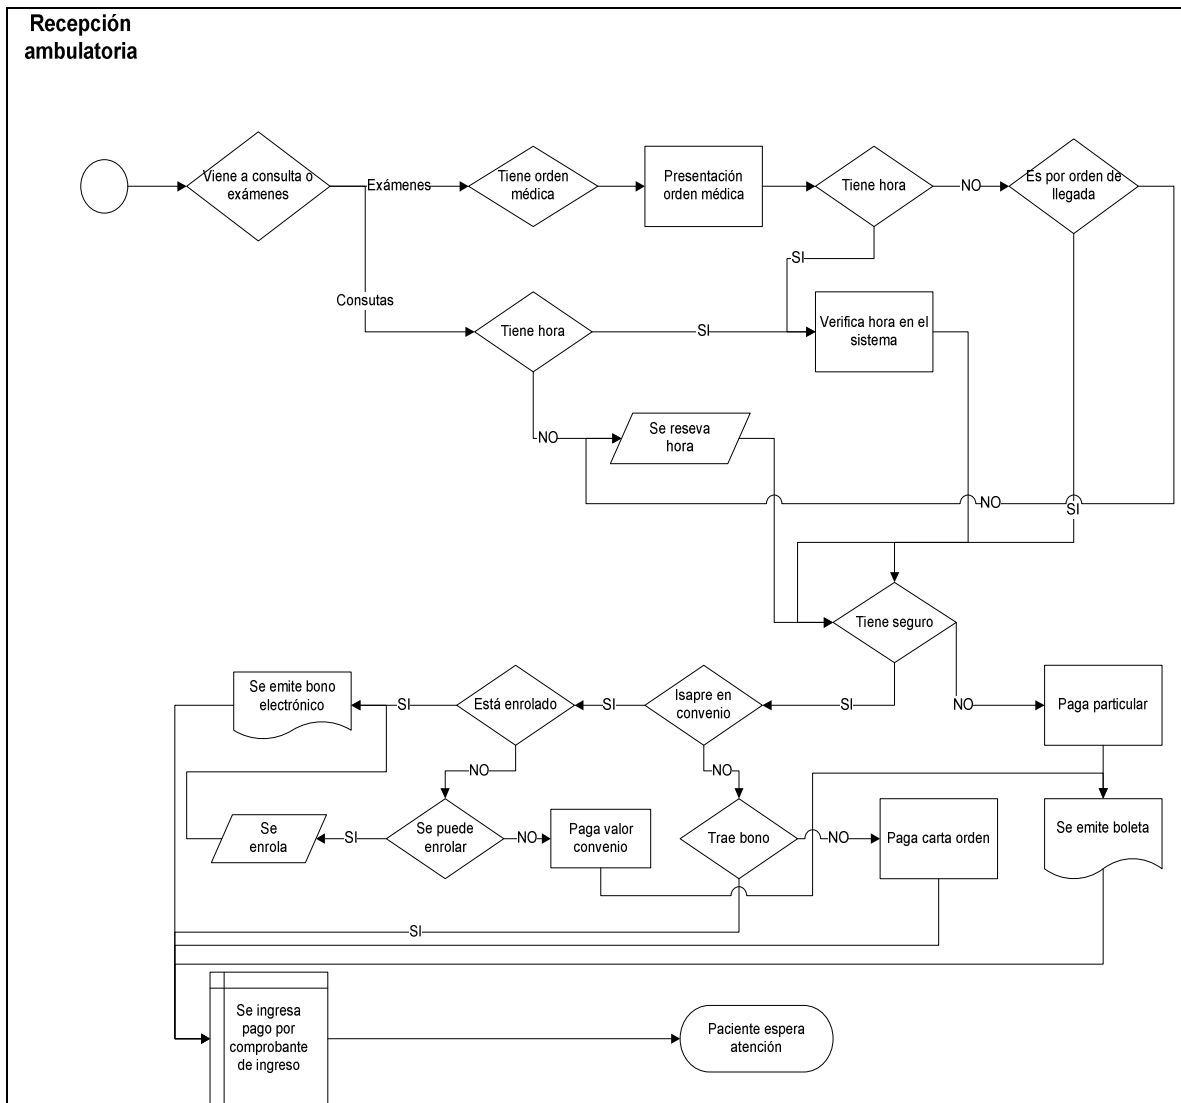 Recepción
ambulatoria
Viene a consulta o
exámenes
Exámenes
Tiene orden
médica
Presentación
orden médica
Tiene hora
NO
Es por orden de
llegada
SI
Consutas
Tiene hora
SI
Verifica hora en el
sistema
NO
Se reseva
hora
NO
SI
Tiene seguro
Se emite bono
electrónico
SI
Está enrolado
SI
Isapre en
convenio
SI
NO
Paga particular
NO
NO
Se
enrola
SI
Se puede
enrolar
NO
Paga valor
convenio
Trae bono
NO
Paga carta orden
Se emite boleta
SI
Se ingresa
pago por
comprobante
de ingreso
Paciente espera
atención